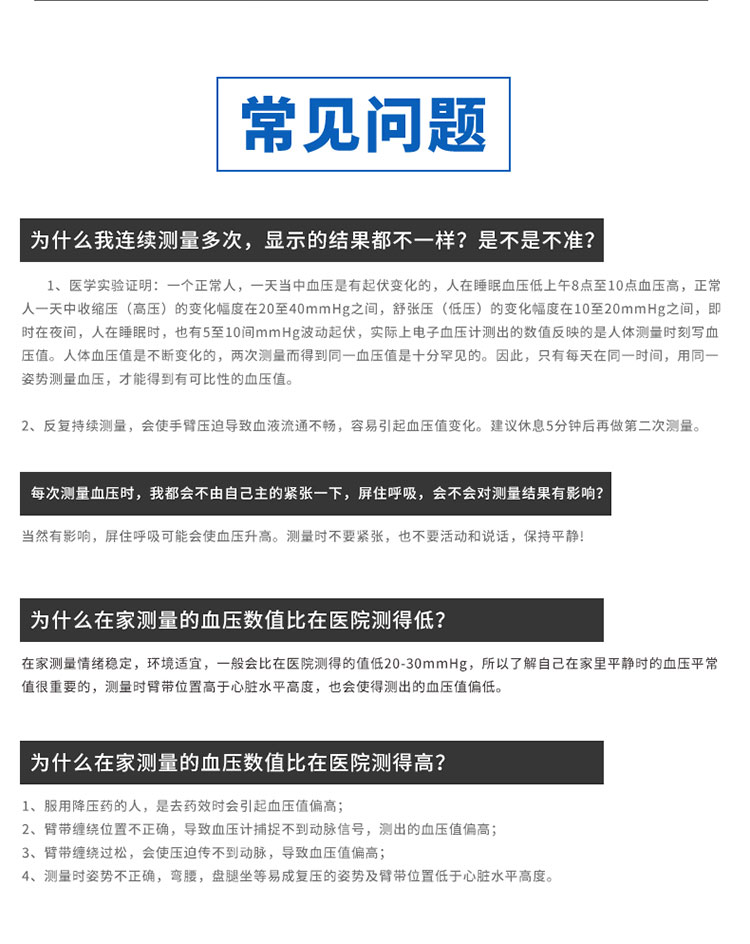 常见问题
为什么我连续测量多次，显示的结果都不一样？是不是不准？
1、医学实验证明：一个正常人，一天当中血压是有起伏变化的，人在睡眠血压低上午8点至10点血压高，正常
人一天中收缩压（高压）的变化幅度在20至40mmHg之间，舒张压（低压）的变化幅度在10至20mmHg之间，即
时在夜间，人在睡眠时，也有5至10间mmHg波动起伏，实际上电子血压计测出的数值反映的是人体测量时刻写血
压值。人体血压值是不断变化的，两次测量而得到同一血压值是十分罕见的。因此，只有每天在同一时间，用同一
姿势测量血压，才能得到有可比性的血压值。
2、反复持续测量，会使手臂压迫导致血液流通不畅，容易引起血压值变化。建议休息5分钟后再做第二次测量。
每次测量血压时，我都会不由自己主的紧张一下，屏住呼吸，会不会对测量结果有影响？
当然有影响，屏住呼吸可能会使血压升高。测量时不要紧张，也不要活动和说话，保持平静!
为什么在家测量的血压数值比在医院测得低？
在家测量情绪稳定，环境适宜，一般会比在医院测得的值低20-30mmHg，所以了解自己在家里平静时的血压平常
值很重要的，测量时臂带位置高于心脏水平高度，也会使得测出的血压值偏低。
为什么在家测量的血压数值比在医院测得高？
1、服用降压药的人，是去药效时会引起血压值偏高；
2、臂带缠绕位置不正确，导致血压计捕捉不到动脉信号，测出的血压值偏高；
3、臂带缠绕过松，会使压迫传不到动脉，导致血压值偏高；
4、测量时姿势不正确，弯腰，盘腿坐等易成复压的姿势及臂带位置低于心脏水平高度。